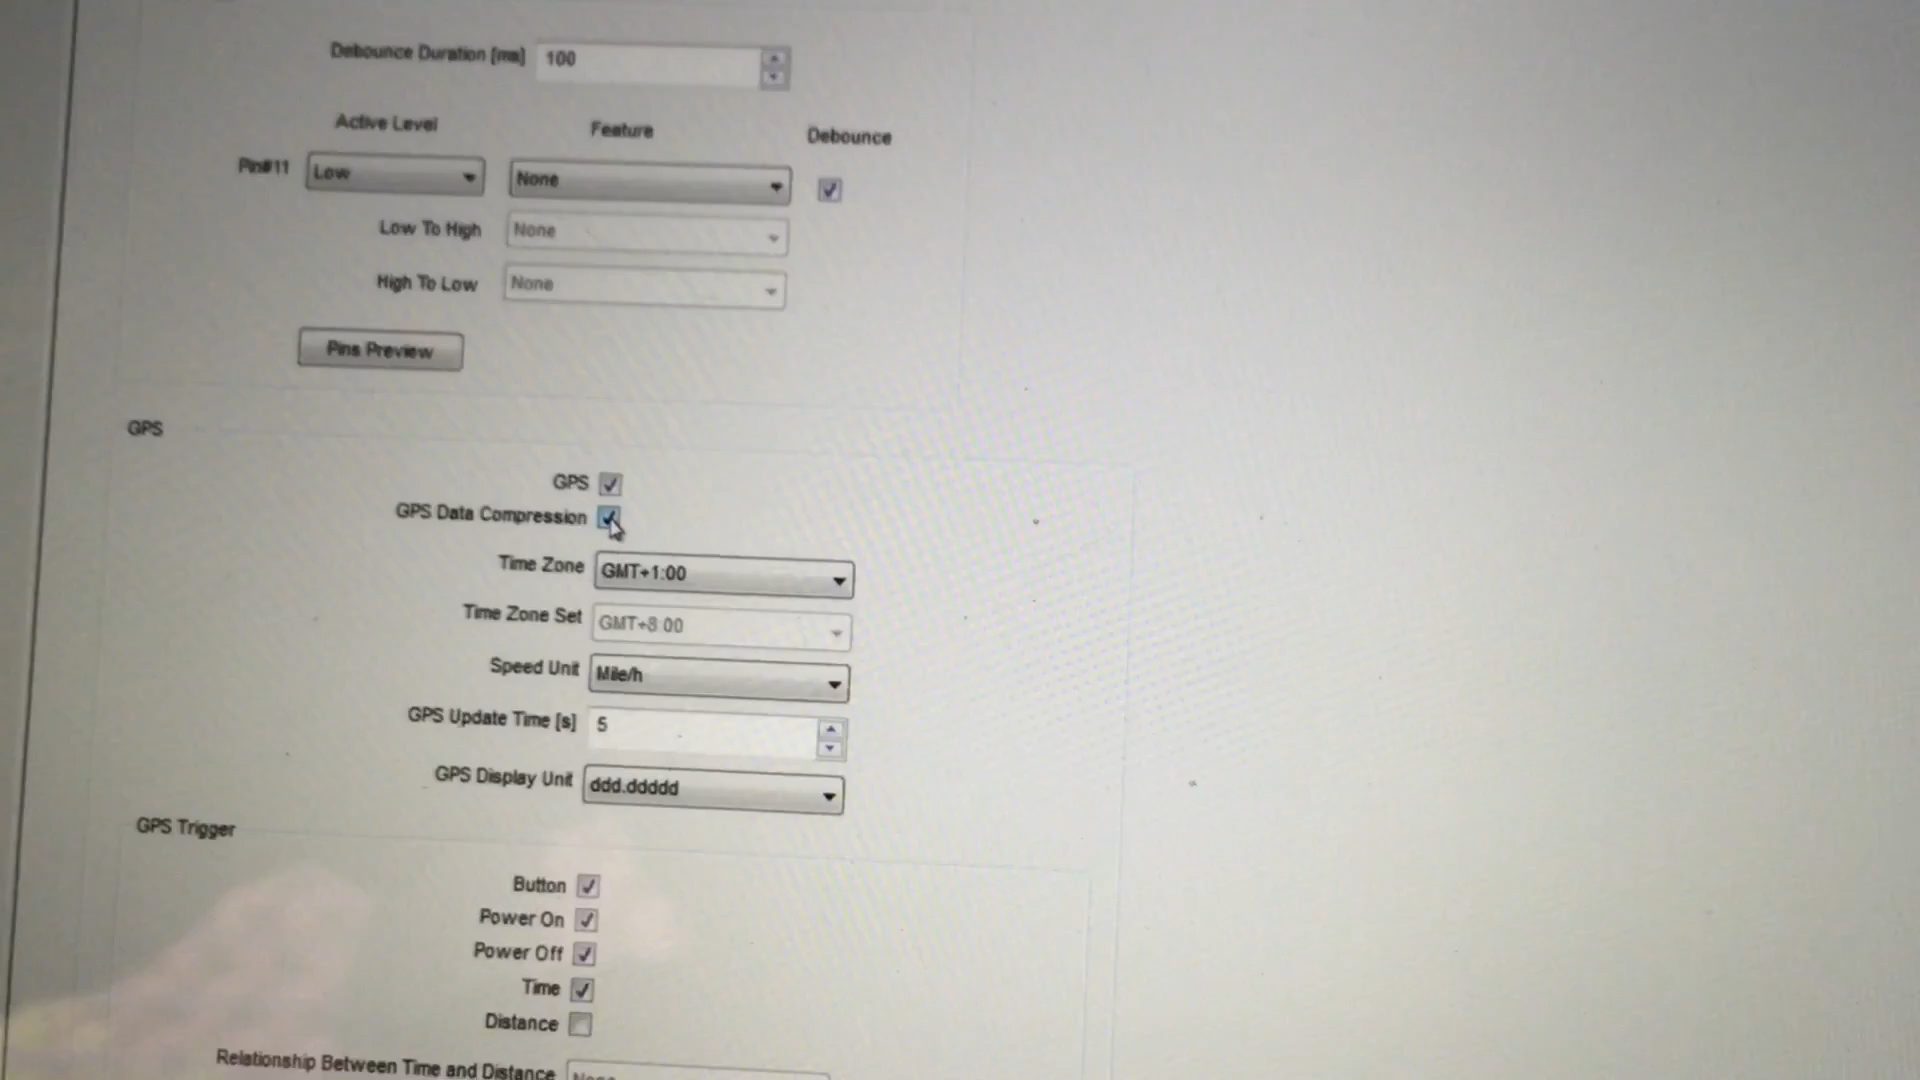 Debounce Duration [ms] 100
Active Level Feature Debounce
Pin#11 Low None
Low To High None
High To Low None
Pins Preview
GPS
GPS
GPS Data Compression
Time Zone GMT+1:00
Time Zone Set GMT+8:00
Speed Unit Mile/h
GPS Update Time [s] 5
GPS Display Unit ddd.ddddd
GPS Trigger
Button
Power On
Power Off
Time
Distance
Relationship Between Time and Distance None